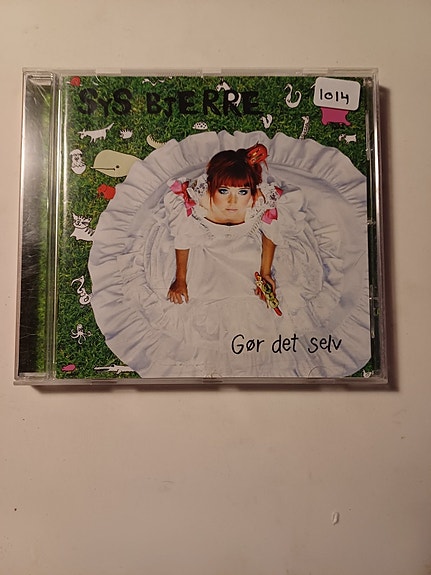 SyS BjERRE
1014
Gør det selv